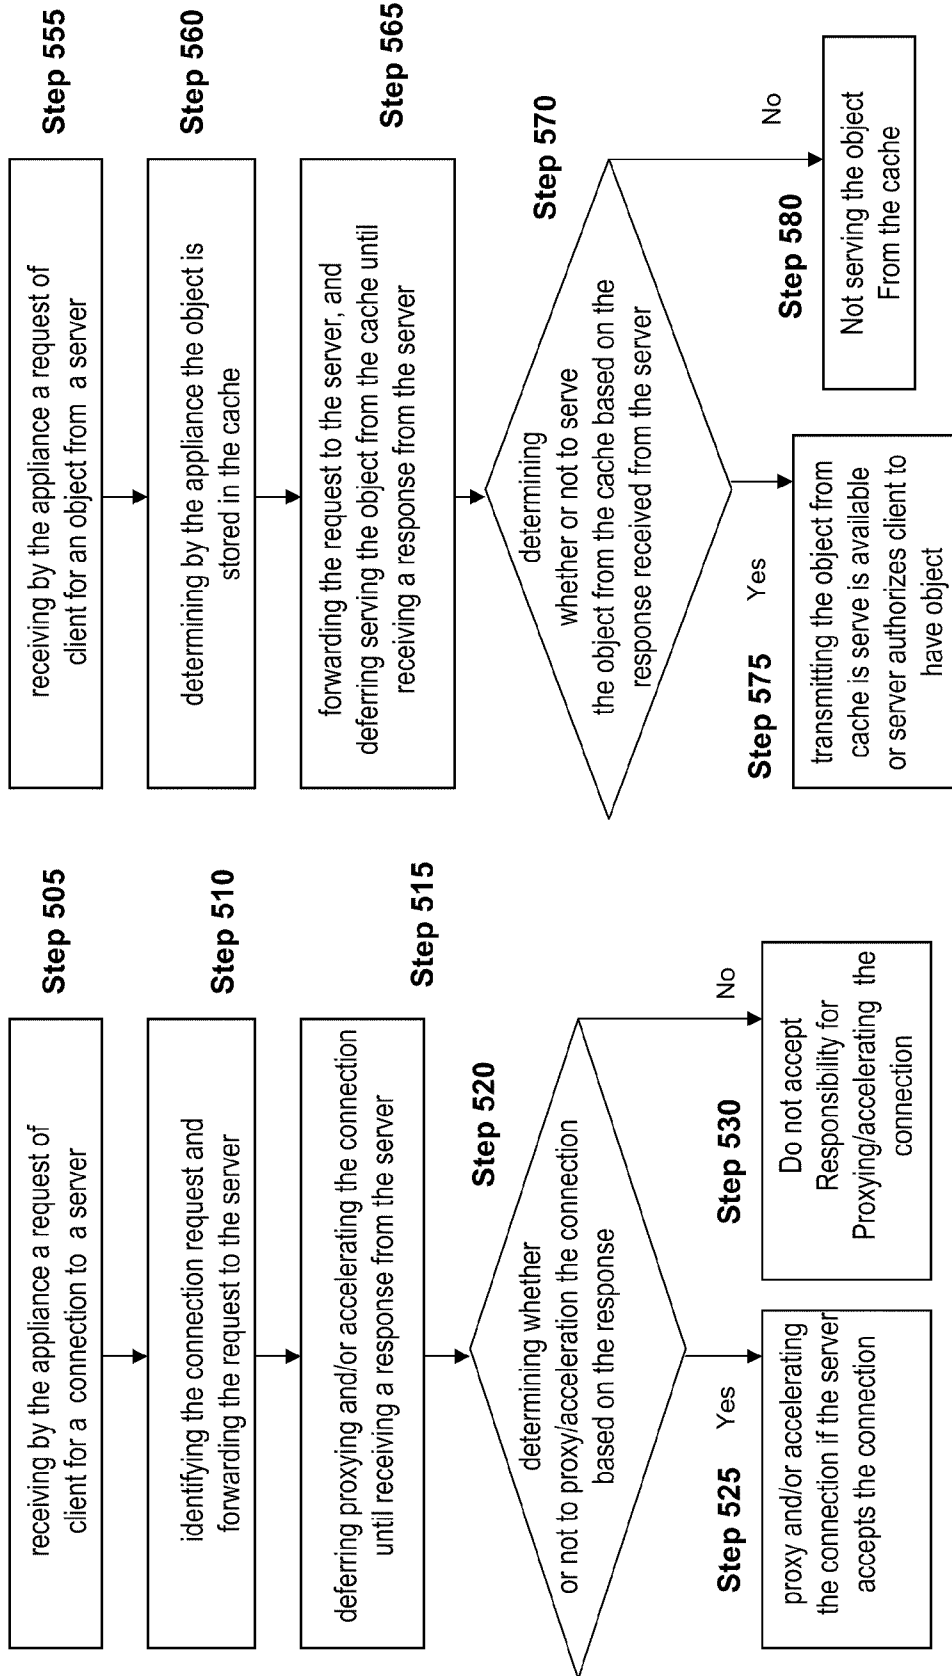 receiving by the appliance a request of
client for a connection to a server
Step 505
identifying the connection request and
forwarding the request to the server
Step 510
deferring proxying and/or accelerating the connection
until receiving a response from the server
Step 515
determining whether
or not to proxy/acceleration the connection
based on the response
Step 520
Step 525
Yes
proxy and/or accelerating
the connection if the server
accepts the connection
Step 530
No
Do not accept
Responsibility for
Proxying/accelerating the
connection
receiving by the appliance a request of
client for an object from a server
Step 555
determining by the appliance the object is
stored in the cache
Step 560
forwarding the request to the server, and
deferring serving the object from the cache until
receiving a response from the server
Step 565
determining
whether or not to serve
the object from the cache based on the
response received from the server
Step 570
Step 575
Yes
transmitting the object from
cache is serve is available
or server authorizes client to
have object
Step 580
No
Not serving the object
From the cache